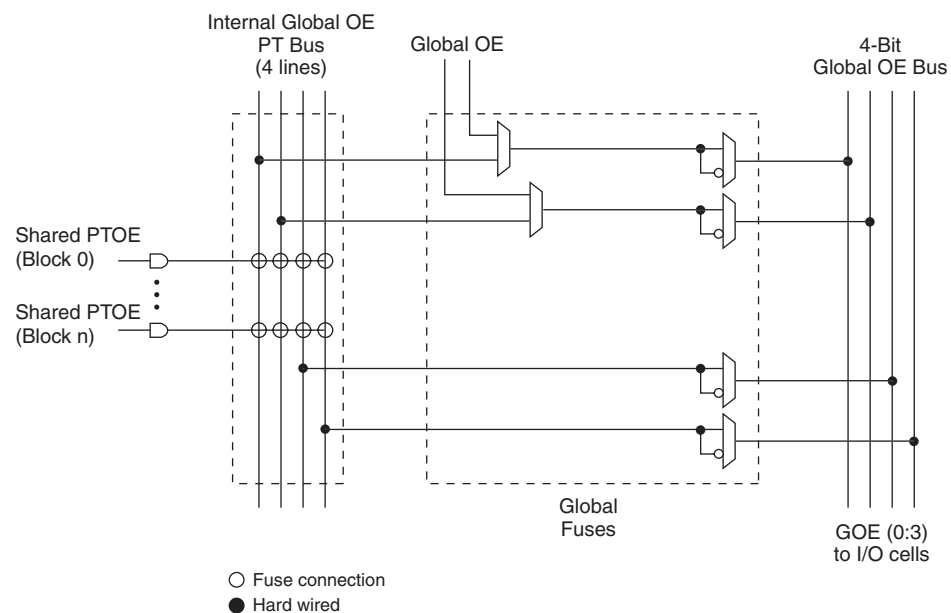 Internal Global OE
PT Bus
(4 lines)
Global OE
4-Bit
Global OE Bus
Shared PTOE
(Block 0)
Shared PTOE
(Block n)
Global
Fuses
GOE (0:3)
to I/O cells
Fuse connection
Hard wired